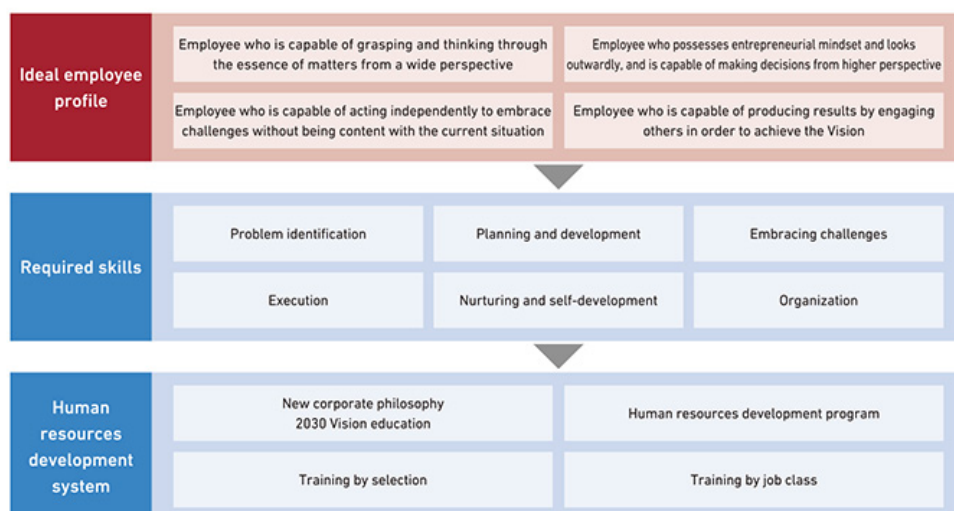 Ideal employee
profile
Employee who is capable of grasping and thinking through
the essence of matters from a wide perspective
Employee who possesses entrepreneurial mindset and looks
outwardly, and is capable of making decisions from higher perspective
Employee who is capable of acting independently to embrace
challenges without being content with the current situation
Employee who is capable of producing results by engaging
others in order to achieve the Vision
Required skills
Problem identification
Planning and development
Embracing challenges
Execution
Nurturing and self-development
Organization
Human
resources
development
system
New corporate philosophy
2030 Vision education
Human resources development program
Training by selection
Training by job class